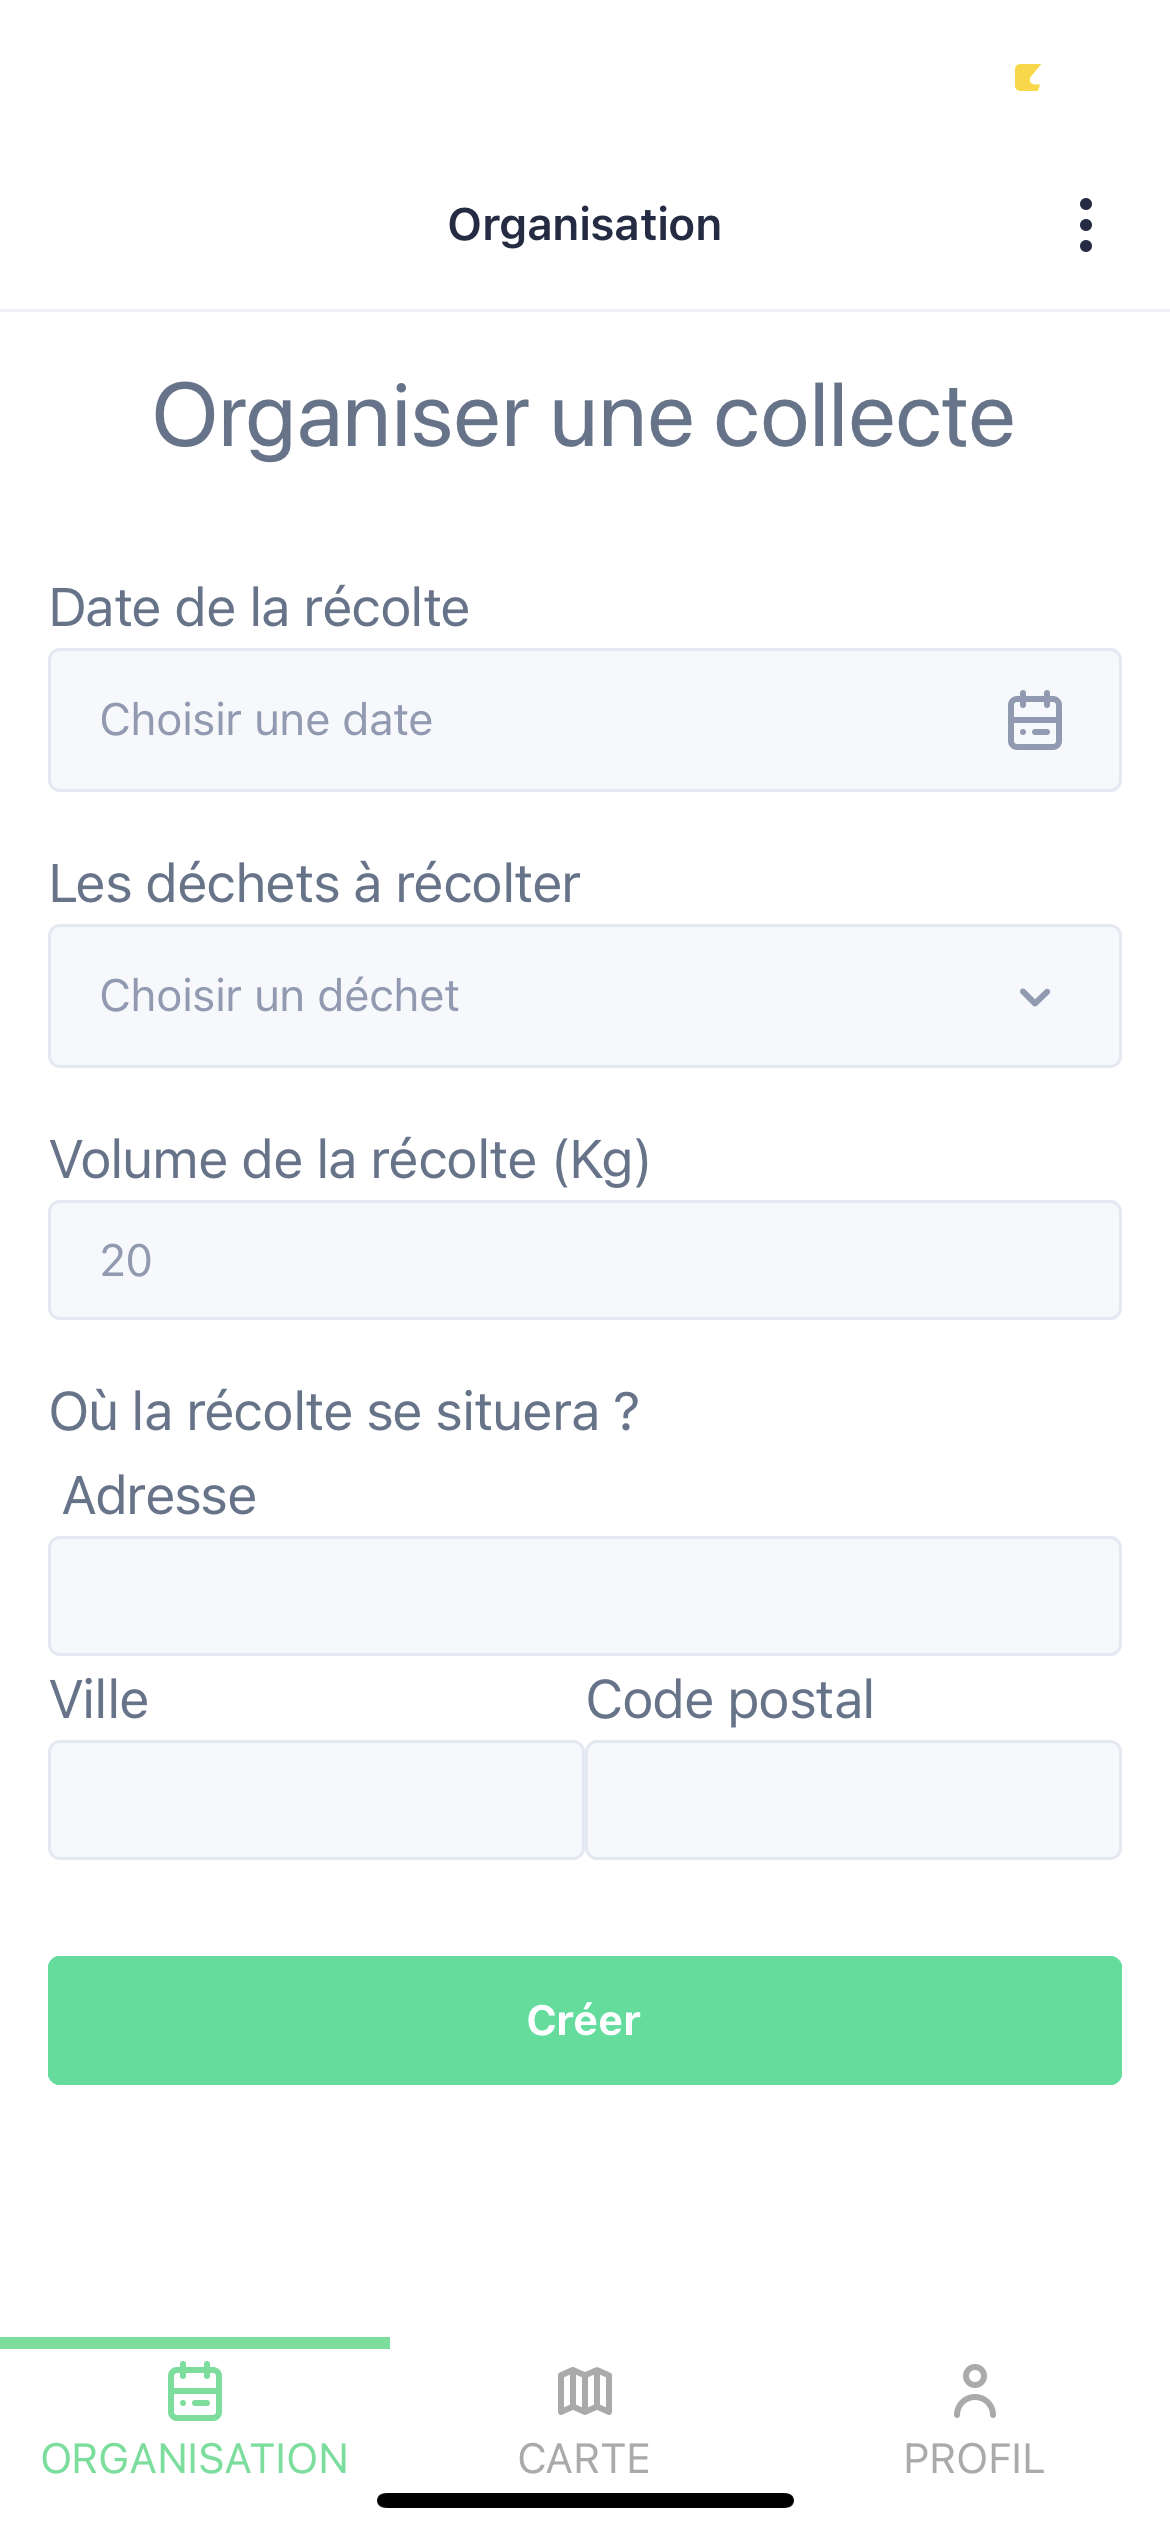 Organisation
Organiser une collecte
Date de la récolte
Choisir une date
Les déchets à récolter
Choisir un déchet
Volume de la récolte (Kg)
20
Où la récolte se situera ?
Adresse
Ville Code postal
Créer
ORGANISATION CARTE PROFIL